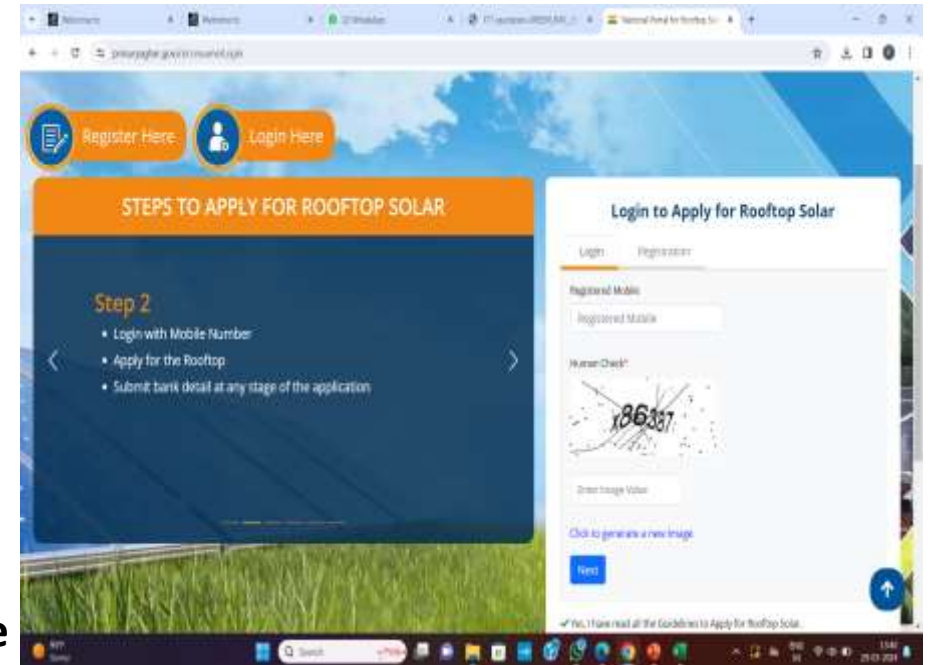 Register Here
Login Here
STEPS TO APPLY FOR ROOFTOP SOLAR
Step 2
• Login with Mobile Number
• Apply for the Rooftop
• Submit bank detail at any stage of the application
Login to Apply for Rooftop Solar
Login Registration
Registered Mobile
Registered Mobile
Human Check*
x86387
Enter Image Value
Click to generate a new image
Next
Yes, I have read all the Guidelines to Apply for Rooftop Solar.
e
Search